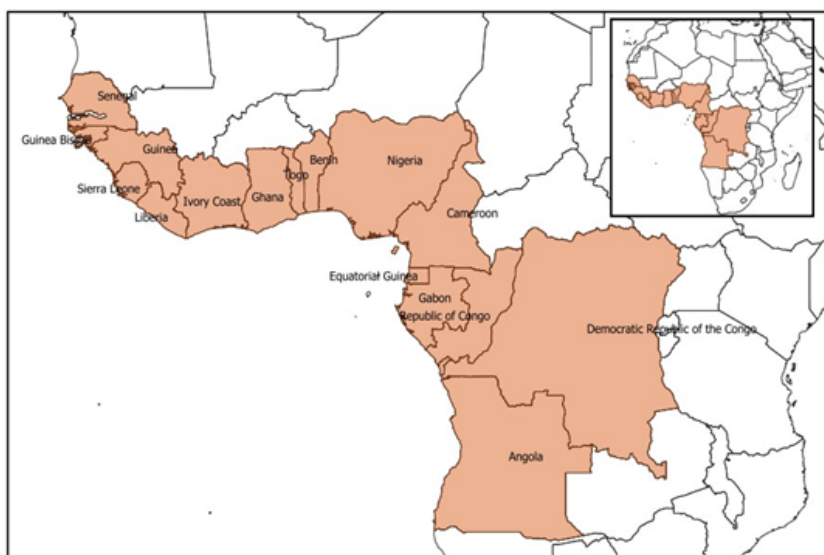 Senegal
Guinea Bissau
Guinea
Sierra Leone
Liberia
Ivory Coast
Ghana
Togo
Benin
Nigeria
Cameroon
Equatorial Guinea
Gabon
Republic of Congo
Democratic Republic of the Congo
Angola